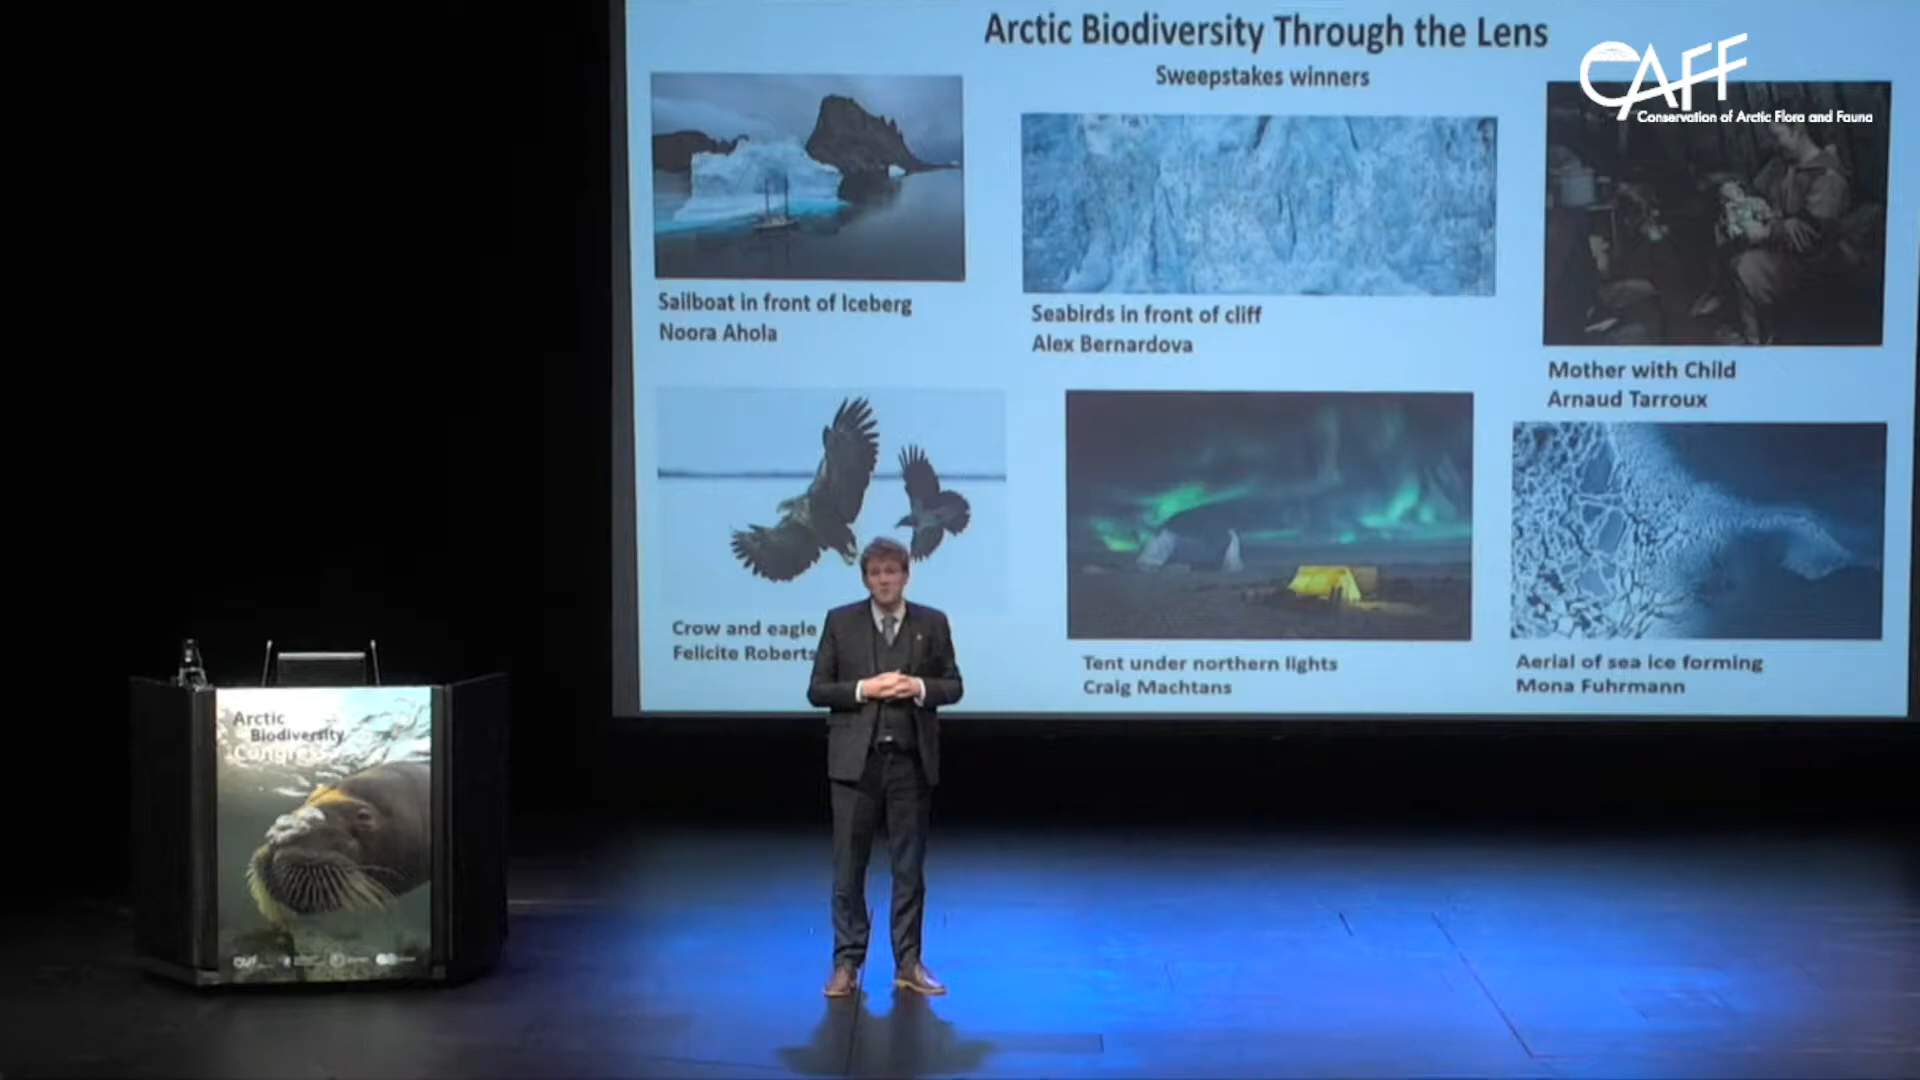 Arctic Biodiversity Through the Lens
Sweepstakes winners
CAFF
Conservation of Arctic Flora and Fauna
Sailboat in front of Iceberg
Noora Ahola
Seabirds in front of cliff
Alex Bernardova
Mother with Child
Arnaud Tarroux
Crow and eagle
Felicite Roberts
Tent under northern lights
Craig Machtans
Aerial of sea ice forming
Mona Fuhrmann
Arctic
Biodiversity
Congress
CAFF